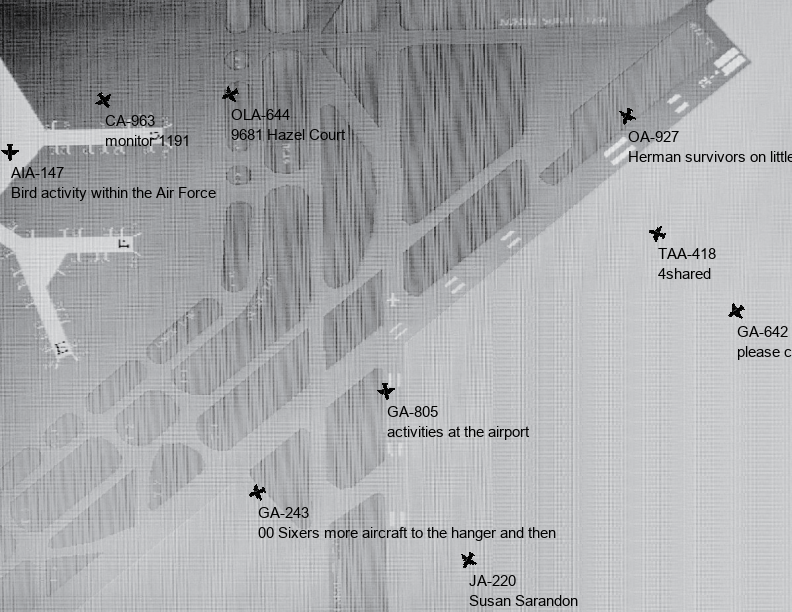 CA-963
monitor 1191
OLA-644
9681 Hazel Court
OA-927
Herman survivors on little
AIA-147
Bird activity within the Air Force
TAA-418
4shared
GA-642
please c
GA-805
activities at the airport
GA-243
00 Sixers more aircraft to the hanger and then
JA-220
Susan Sarandon